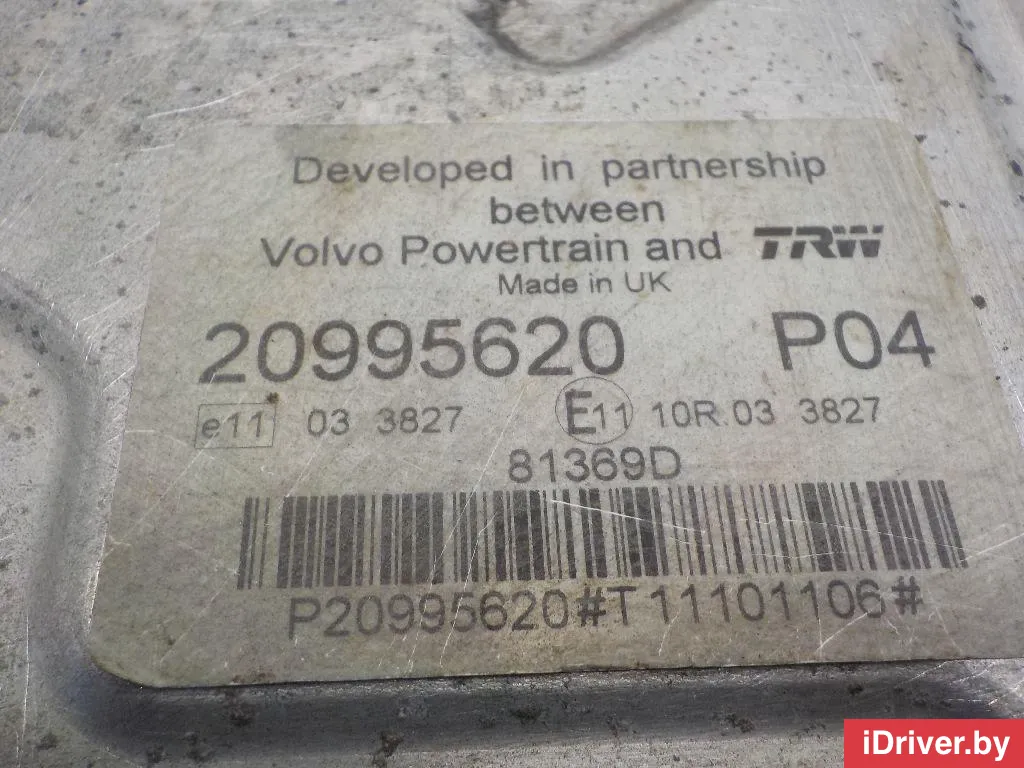 Developed in partnership
between
Volvo Powertrain and TRW
Made in UK
20995620 P04
e11 03 3827 E11 10R.03 3827
81369D
P20995620#T11101106#
iDriver.by